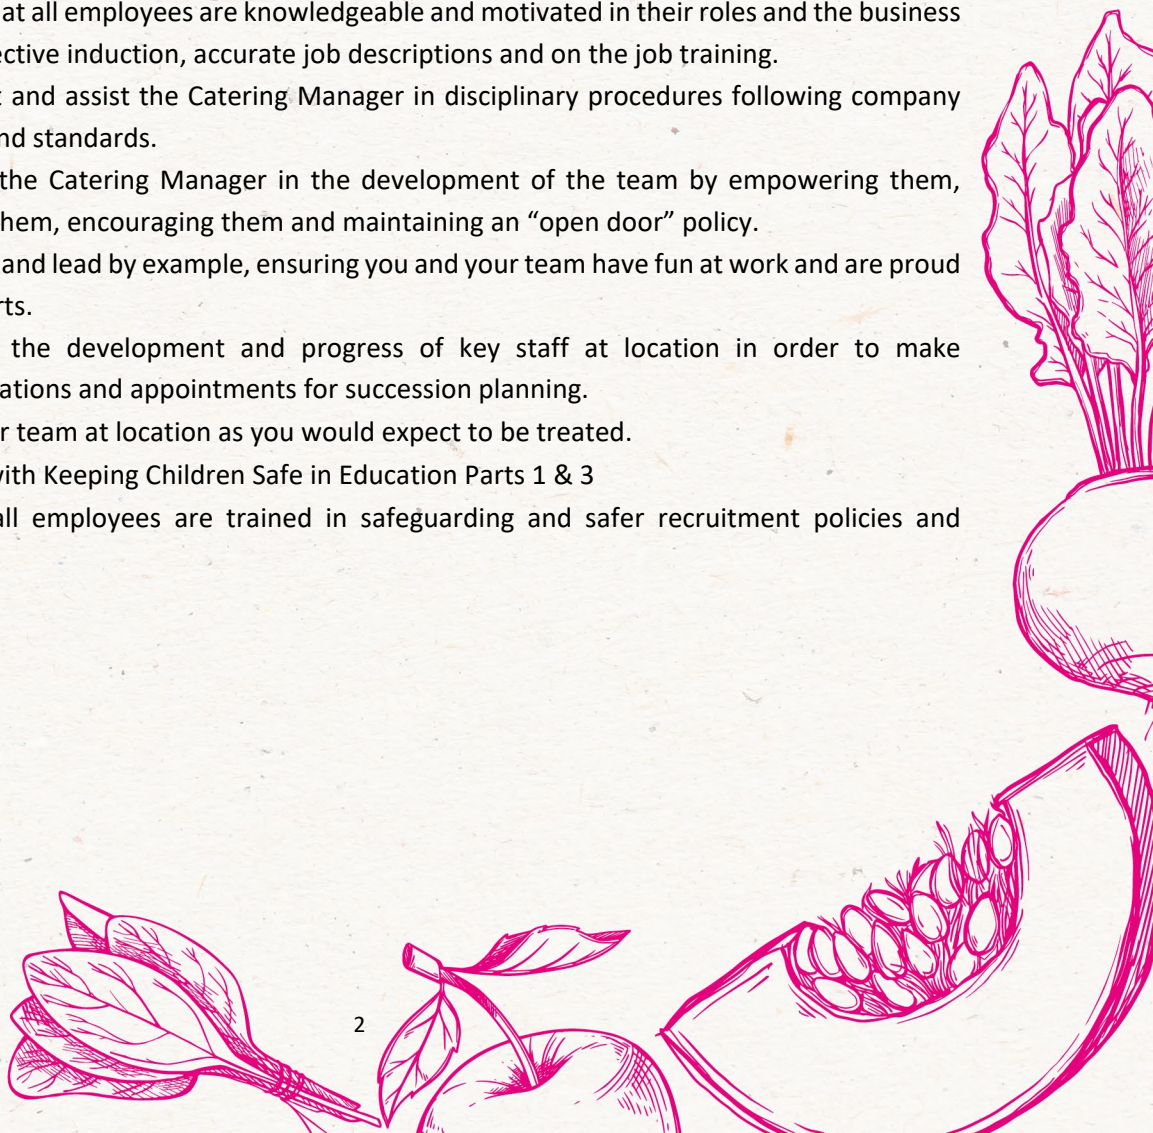 at all employees are knowledgeable and motivated in their roles and the business
ective induction, accurate job descriptions and on the job training.
and assist the Catering Manager in disciplinary procedures following company
nd standards.
the Catering Manager in the development of the team by empowering them,
hem, encouraging them and maintaining an “open door” policy.
and lead by example, ensuring you and your team have fun at work and are proud
rts.
the development and progress of key staff at location in order to make
ations and appointments for succession planning.
r team at location as you would expect to be treated.
with Keeping Children Safe in Education Parts 1 & 3
all employees are trained in safeguarding and safer recruitment policies and
2